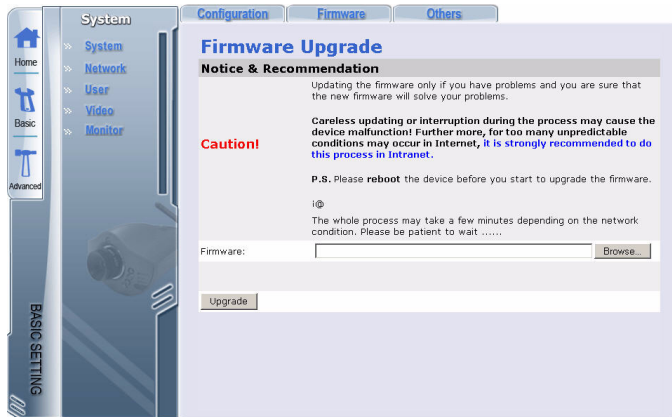 Configuration
Firmware
Others
System
Home
Basic
Advanced
System
Network
User
Video
Monitor
BASIC SETTING
Firmware Upgrade
Notice & Recommendation
Caution!
Updating the firmware only if you have problems and you are sure that
the new firmware will solve your problems.
Careless updating or interruption during the process may cause the
device malfunction! Further more, for too many unpredictable
conditions may occur in Internet, it is strongly recommended to do
this process in Intranet.
P.S. Please reboot the device before you start to upgrade the firmware.
i@
The whole process may take a few minutes depending on the network
condition. Please be patient to wait ......
Firmware:
Browse...
Upgrade